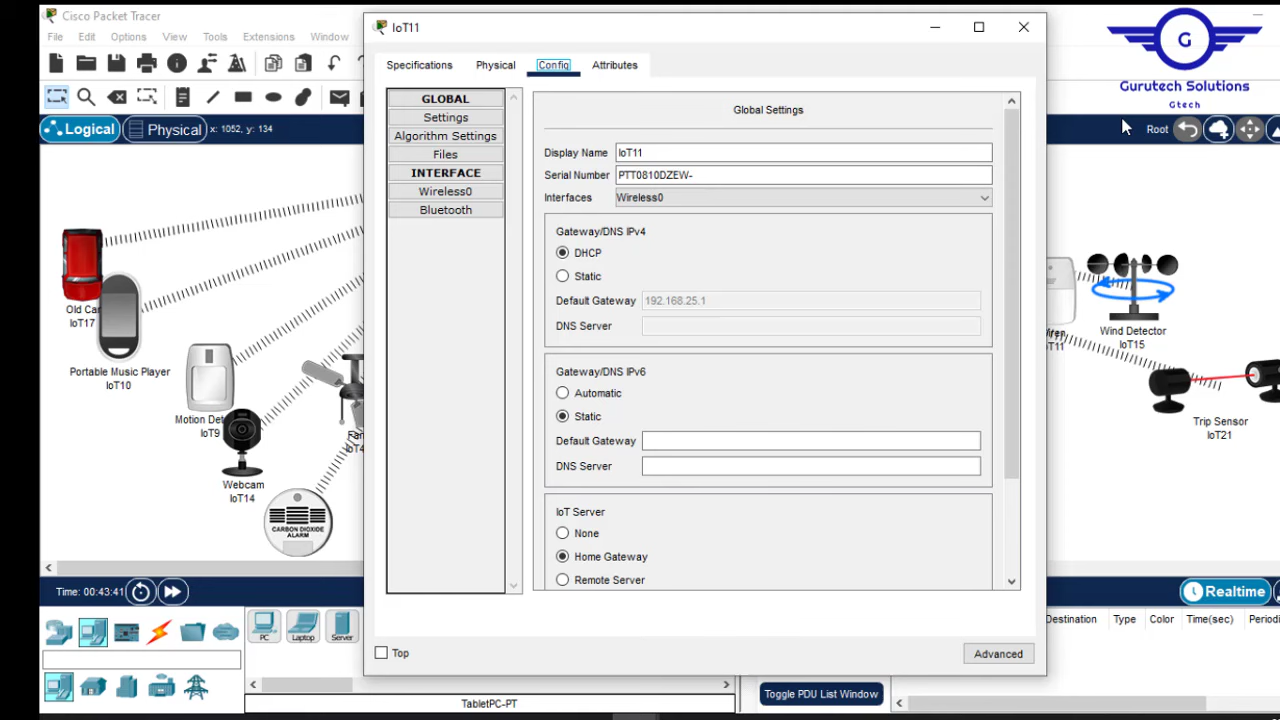 Cisco Packet Tracer
File Edit Options View Tools Extensions Window
Logical Physical x: 1052, y: 134
Old Car
IoT17
Portable Music Player
IoT10
IoT9
Webcam
IoT14
IoT4
CARBON DIOXIDE
ALARM
Time: 00:43:41
PC Laptop Server
TabletPC-PT
IoT11
Specifications Physical Config Attributes
GLOBAL
Settings
Algorithm Settings
Files
INTERFACE
Wireless0
Bluetooth
Global Settings
Display Name IoT11
Serial Number PTT0810DZEW-
Interfaces Wireless0
Gateway/DNS IPv4
DHCP
Static
Default Gateway 192.168.25.1
DNS Server
Gateway/DNS IPv6
Automatic
Static
Default Gateway
DNS Server
IoT Server
None
Home Gateway
Remote Server
Top
Advanced
G
Gurutech Solutions
Gtech
Root
Wind Detector
IoT15
Trip Sensor
IoT21
Realtime
Destination Type Color Time(sec)
Toggle PDU List Window